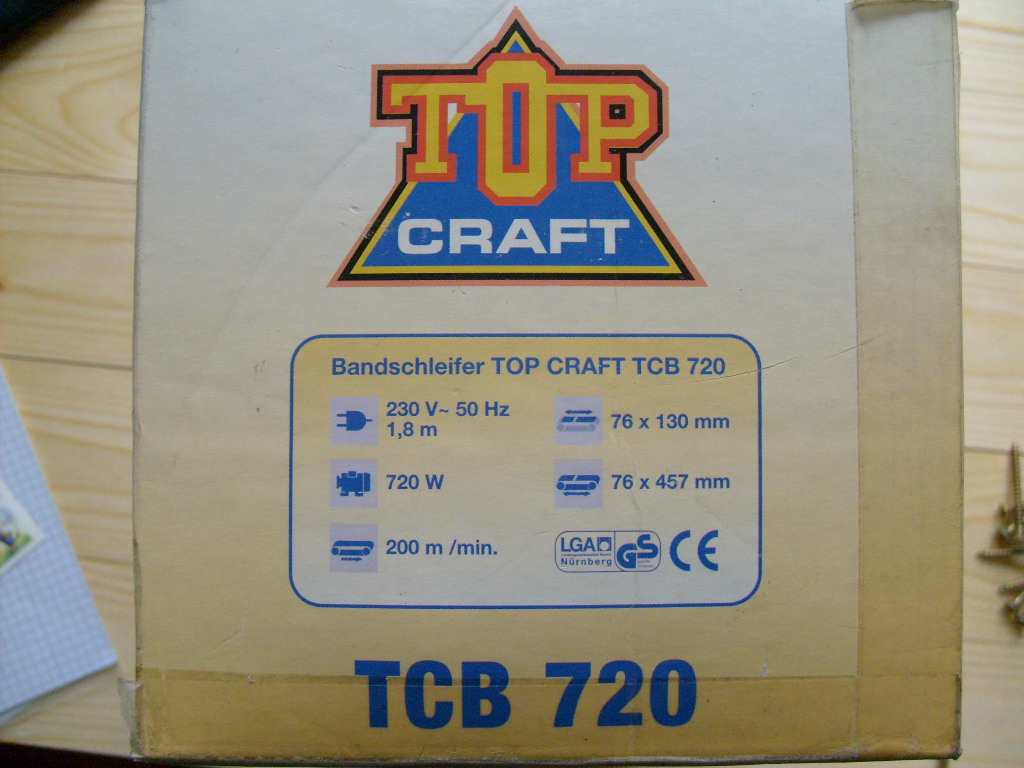 TOP
CRAFT
Bandschleifer TOP CRAFT TCB 720
230 V~ 50 Hz
1,8 m
76 x 130 mm
720 W
76 x 457 mm
200 m /min.
LGA
Nürnberg
GS
CE
TCB 720